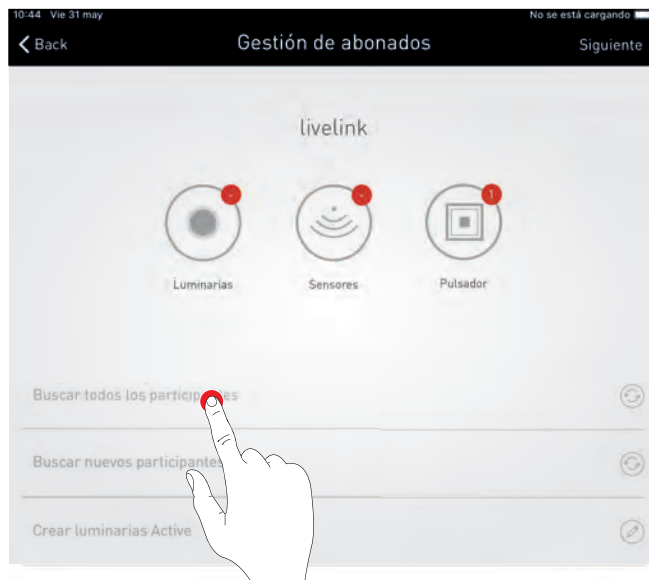 10:44 Vie 31 may
No se está cargando
Back
Gestión de abonados
Siguiente
livelink
-
-
1
Luminarias
Sensores
Pulsador
Buscar todos los participantes
Buscar nuevos participantes
Crear luminarias Active